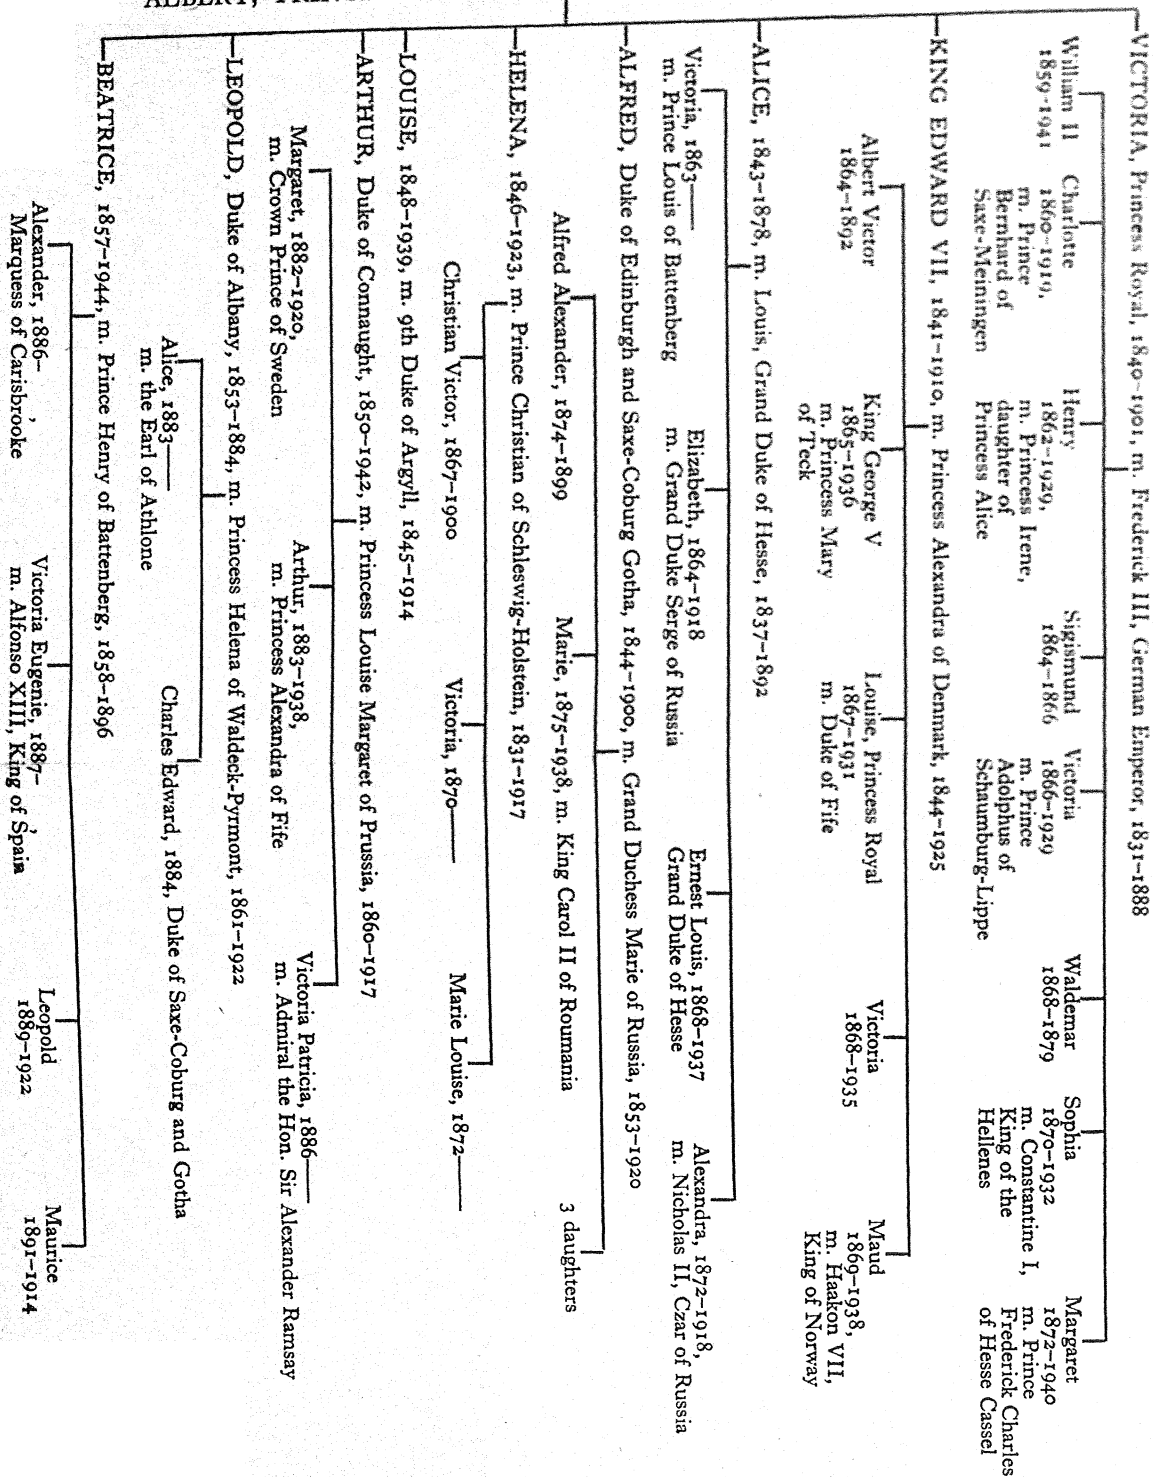 ALBERT,
VICTORIA, Princess Royal, 1840–1901, m. Frederick III, German Emperor, 1831–1888
William II
1859–1941
Charlotte
1860–1919,
m. Prince
Bernhard of
Saxe-Meiningen
Henry
1862–1929,
m. Princess Irene,
daughter of
Princess Alice
Sigismund
1864–1866
Victoria
1866–1929
m. Prince
Adolphus of
Schaumburg-Lippe
Waldemar
1868–1879
Sophia
1870–1932
m. Constantine I,
King of the
Hellenes
Margaret
1872–1940
m. Prince
Frederick Charles
of Hesse Cassel
KING EDWARD VII, 1841–1910, m. Princess Alexandra of Denmark, 1844–1925
Albert Victor
1864–1892
King George V
1865–1936
m. Princess Mary
of Teck
Louise, Princess Royal
1867–1931
m. Duke of Fife
Victoria
1868–1935
Maud
1869–1938,
m. Haakon VII,
King of Norway
ALICE, 1843–1878, m. Louis, Grand Duke of Hesse, 1837–1892
Victoria, 1863——
m. Prince Louis of Battenberg
Elizabeth, 1864–1918
m. Grand Duke Serge of Russia
Ernest Louis, 1868–1937
Grand Duke of Hesse
Alexandra, 1872–1918,
m. Nicholas II, Czar of Russia
ALFRED, Duke of Edinburgh and Saxe-Coburg Gotha, 1844–1900, m. Grand Duchess Marie of Russia, 1853–1920
Alfred Alexander, 1874–1899
Marie, 1875–1938, m. King Carol II of Roumania
3 daughters
HELENA, 1846–1923, m. Prince Christian of Schleswig-Holstein, 1831–1917
Christian Victor, 1867–1900
Victoria, 1870——
Marie Louise, 1872——
LOUISE, 1848–1939, m. 9th Duke of Argyll, 1845–1914
ARTHUR, Duke of Connaught, 1850–1942, m. Princess Louise Margaret of Prussia, 1860–1917
Margaret, 1882–1920,
m. Crown Prince of Sweden
Arthur, 1883–1938,
m. Princess Alexandra of Fife
Victoria Patricia, 1886——
m. Admiral the Hon. Sir Alexander Ramsay
LEOPOLD, Duke of Albany, 1853–1884, m. Princess Helena of Waldeck-Pyrmont, 1861–1922
Alice, 1883——
m. the Earl of Athlone
Charles Edward, 1884, Duke of Saxe-Coburg and Gotha
BEATRICE, 1857–1944, m. Prince Henry of Battenberg, 1858–1896
Alexander, 1886–,
Marquess of Carisbrooke
Victoria Eugenie, 1887–,
m. Alfonso XIII, King of Spain
Leopold
1889–1922
Maurice
1891–1914